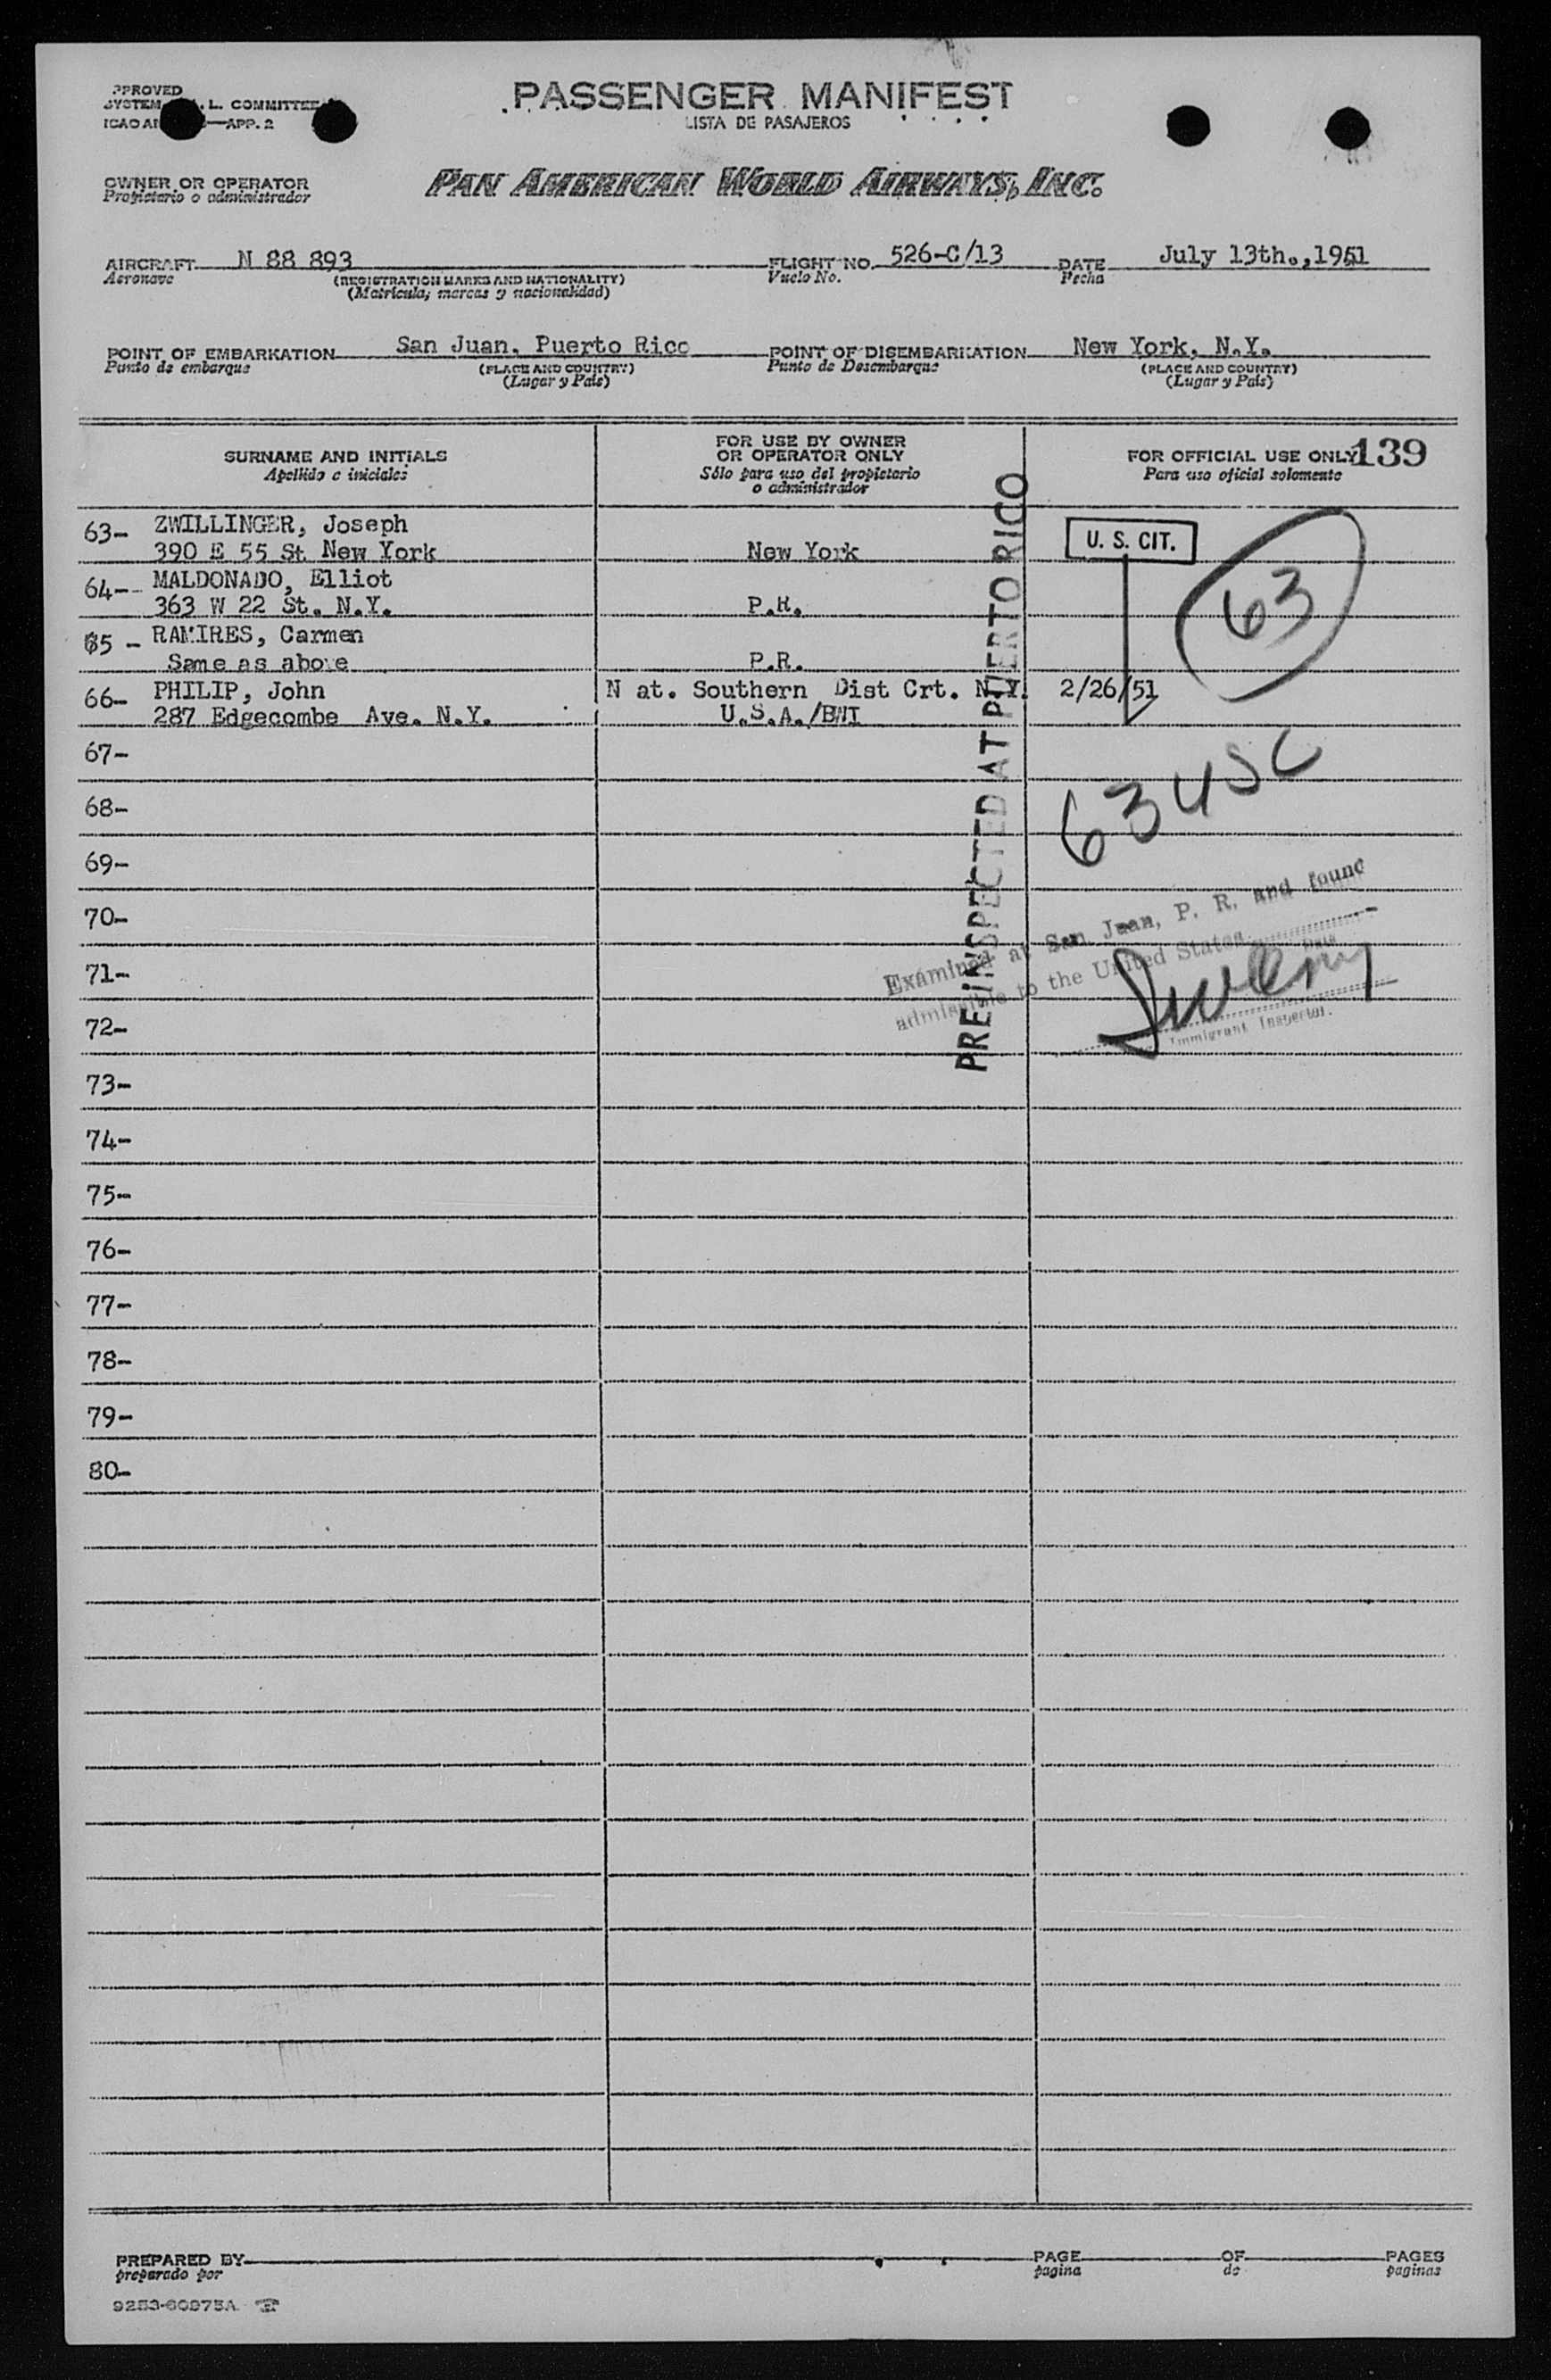 PPROVED
SYSTEM L. COMMITTEE
ICAO —APP. 2
PASSENGER MANIFEST
LISTA DE PASAJEROS
OWNER OR OPERATOR
Propietario o administrador
PAN AMERICAN WORLD AIRWAYS, INC.
AIRCRAFT N 88 893 FLIGHT NO. 526-C/13 DATE July 13th.,1951
Aeronave (REGISTRATION MARKS AND NATIONALITY) Vuelo No. Fecha
(Matrícula, marcas y nacionalidad)
POINT OF EMBARKATION San Juan, Puerto Rico POINT OF DISEMBARKATION New York, N.Y.
Punto de embarque (PLACE AND COUNTRY) Punto de Desembarque (PLACE AND COUNTRY)
(Lugar y País) (Lugar y País)
SURNAME AND INITIALS
Apellido e iniciales
FOR USE BY OWNER
OR OPERATOR ONLY
Sólo para uso del propietario
o administrador
FOR OFFICIAL USE ONLY 139
Para uso oficial solamente
63- ZWILLINGER, Joseph
390 E 55 St New York New York U. S. CIT.
64-- MALDONADO, Elliot
363 W 22 St. N.Y. P.R. 63
65 - RAMIRES, Carmen
Same as above P.R.
66- PHILIP, John N at. Southern Dist Crt. N.Y. 2/26/51
287 Edgecombe Ave. N.Y. U.S.A./BWI
PREINSPECTED AT PUERTO RICO
67-
63 USC
68-
69-
70-
71-
72-
Examined at San Juan, P. R. and found
admissible to the United States
Date
Immigrant Inspector.
73-
74-
75-
76-
77-
78-
79-
80-
PREPARED BY PAGE OF PAGES
preparado por pagina de paginas